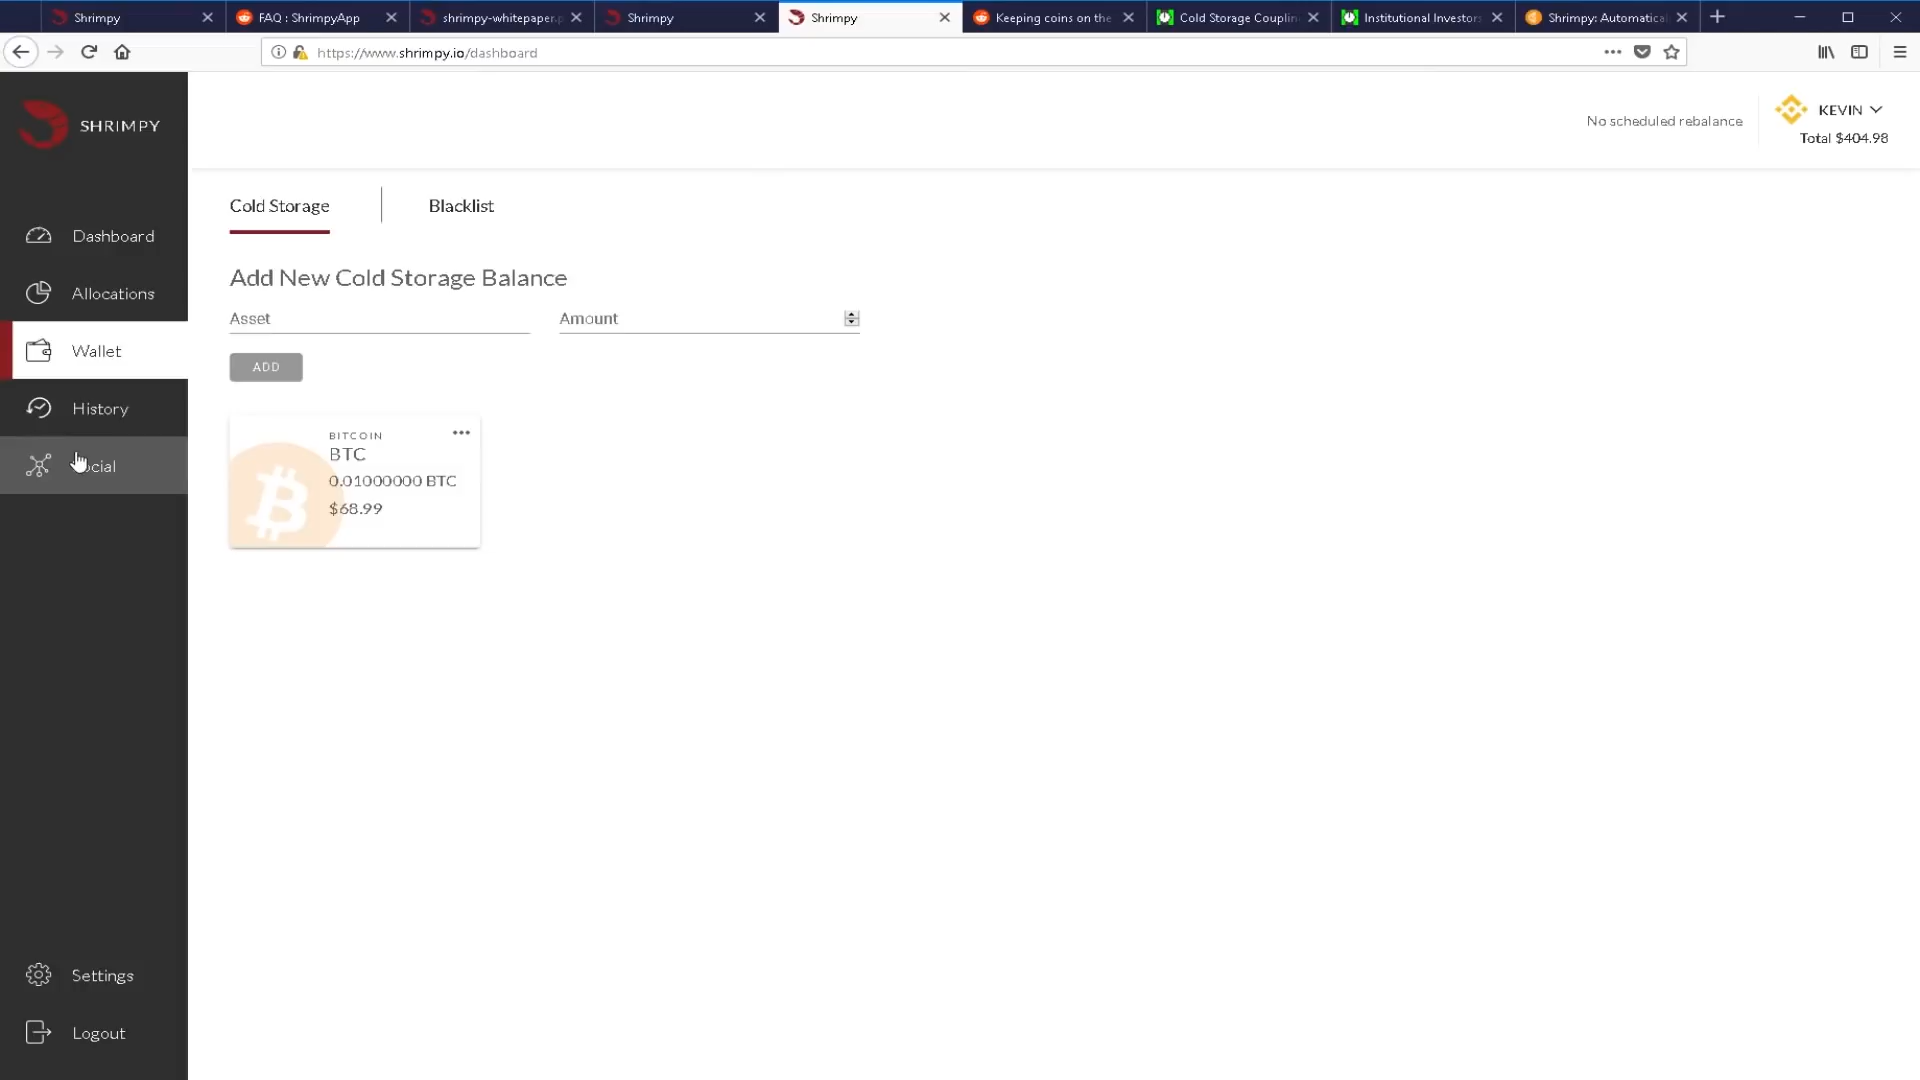 Shrimpy
FAQ : ShrimpyApp
shrimpy-whitepaper.p
Shrimpy
Shrimpy
Keeping coins on the
Cold Storage Couplin
Institutional Investors
Shrimpy: Automatica
https://www.shrimpy.io/dashboard
SHRIMPY
No scheduled rebalance
KEVIN
Total $404.98
Cold Storage
Blacklist
Dashboard
Add New Cold Storage Balance
Allocations
Asset
Amount
Wallet
ADD
History
BITCOIN
BTC
0.01000000 BTC
$68.99
Settings
Logout